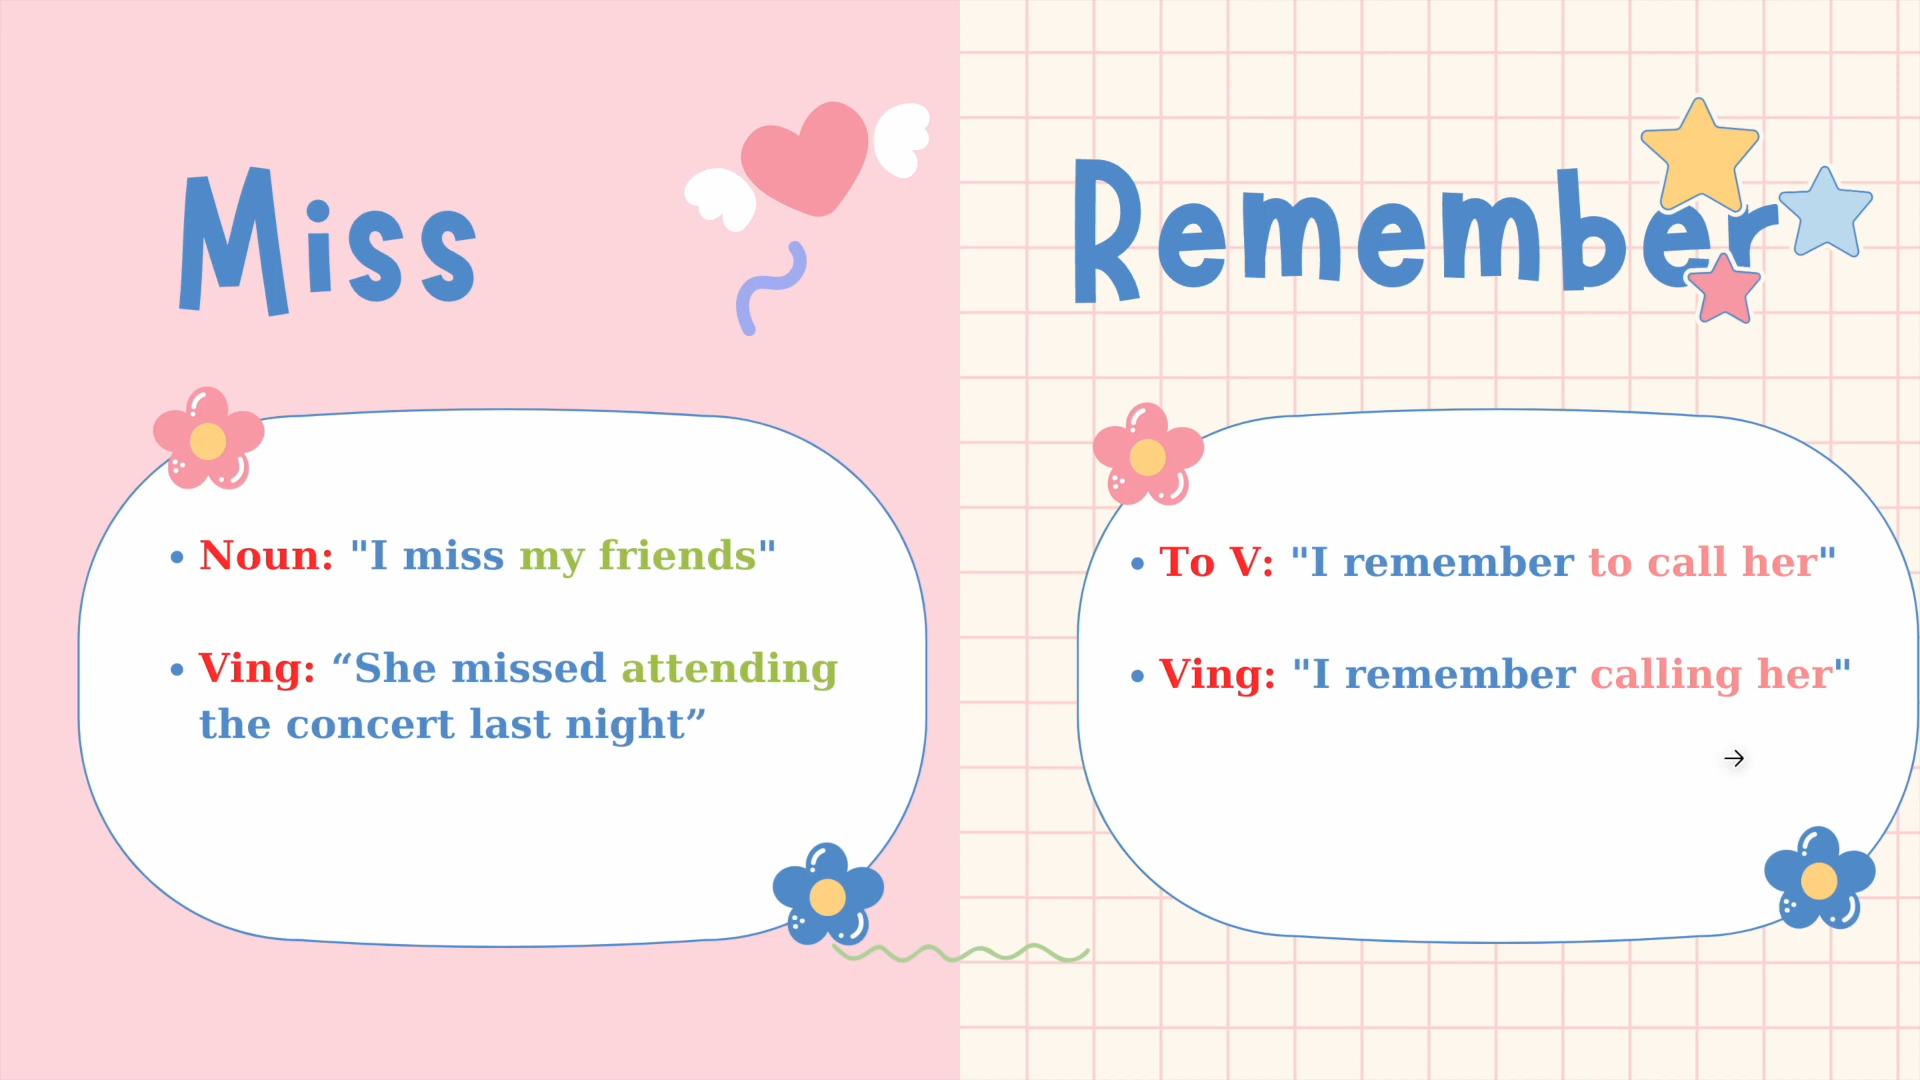 Miss
• Noun: "I miss my friends"
• Ving: “She missed attending
the concert last night”
Remember
• To V: "I remember to call her"
• Ving: "I remember calling her"